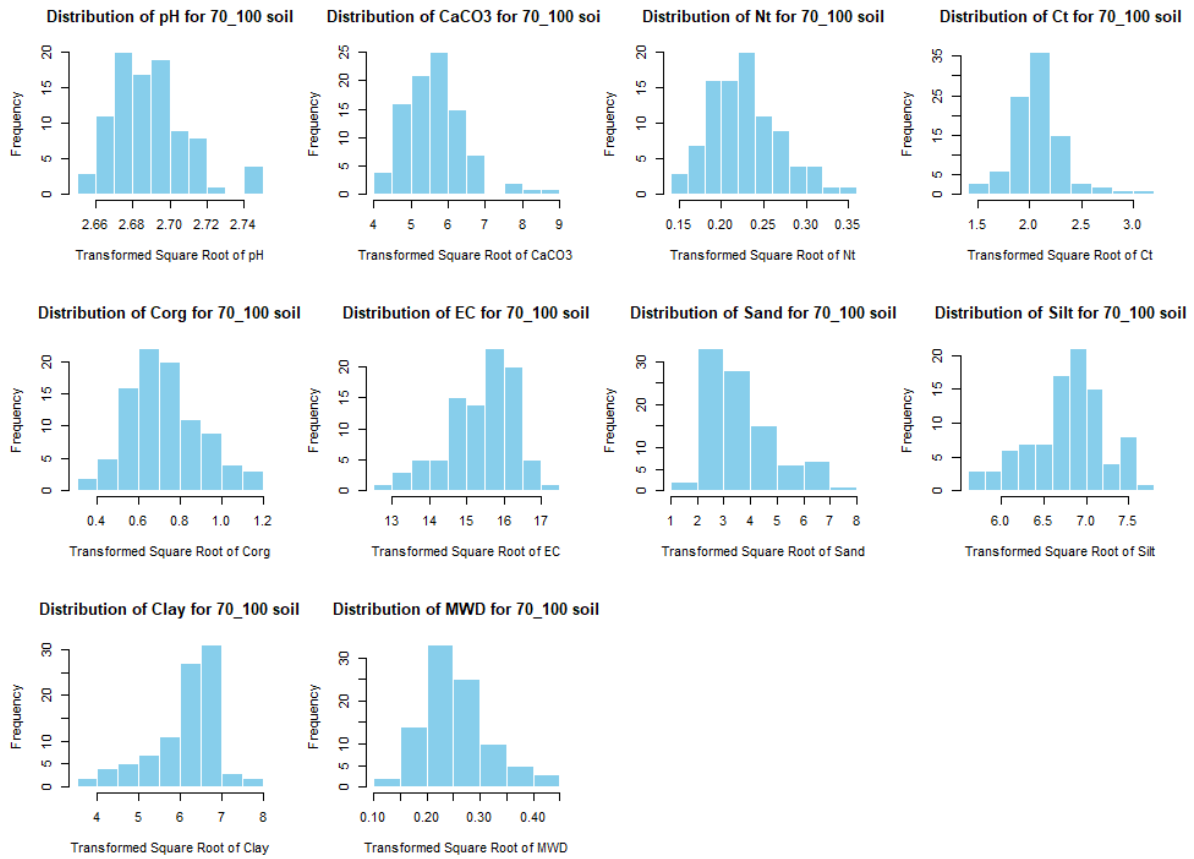 Distribution of pH for 70_100 soil
Frequency
0 5 10 15 20
2.66 2.68 2.70 2.72 2.74
Transformed Square Root of pH
Distribution of CaCO3 for 70_100 soi
Frequency
0 5 10 15 20 25
4 5 6 7 8 9
Transformed Square Root of CaCO3
Distribution of Nt for 70_100 soil
Frequency
0 5 10 15 20
0.15 0.20 0.25 0.30 0.35
Transformed Square Root of Nt
Distribution of Ct for 70_100 soil
Frequency
0 5 15 25 35
1.5 2.0 2.5 3.0
Transformed Square Root of Ct
Distribution of Corg for 70_100 soil
Frequency
0 5 10 15 20
0.4 0.6 0.8 1.0 1.2
Transformed Square Root of Corg
Distribution of EC for 70_100 soil
Frequency
0 5 10 15 20
13 14 15 16 17
Transformed Square Root of EC
Distribution of Sand for 70_100 soil
Frequency
0 5 10 20 30
1 2 3 4 5 6 7 8
Transformed Square Root of Sand
Distribution of Silt for 70_100 soil
Frequency
0 5 10 15 20
6.0 6.5 7.0 7.5
Transformed Square Root of Silt
Distribution of Clay for 70_100 soil
Frequency
0 5 10 20 30
4 5 6 7 8
Transformed Square Root of Clay
Distribution of MWD for 70_100 soil
Frequency
0 5 10 20 30
0.10 0.20 0.30 0.40
Transformed Square Root of MWD